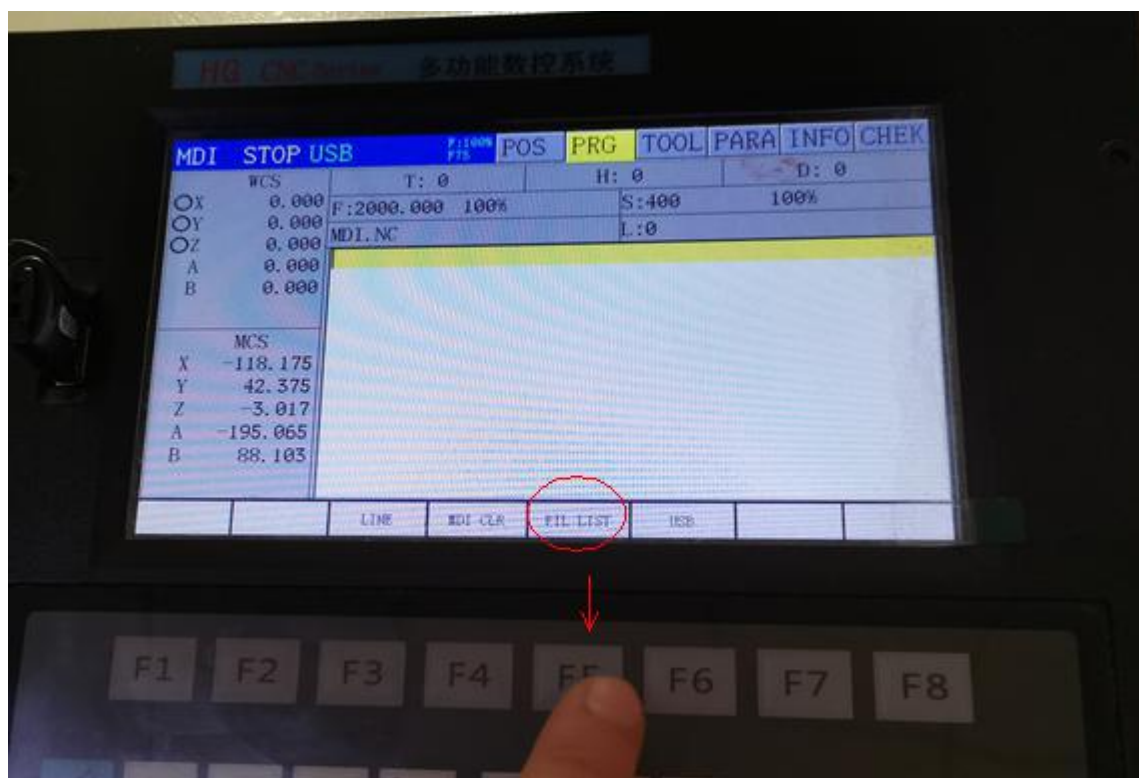 HG CNC Series 多功能数控系统
MDI STOP USB F:100% POS PRG TOOL PARA INFO CHEK
WCS T: 0 H: 0 D: 0
X 0.000 F:2000.000 100% S:400 100%
Y 0.000 MDI.NC L:0
Z 0.000
A 0.000
B 0.000
MCS
X -118.175
Y 42.375
Z -3.017
A -195.065
B 88.103
LINE MDI CLR FIL LIST USB
F1 F2 F3 F4 F5 F6 F7 F8